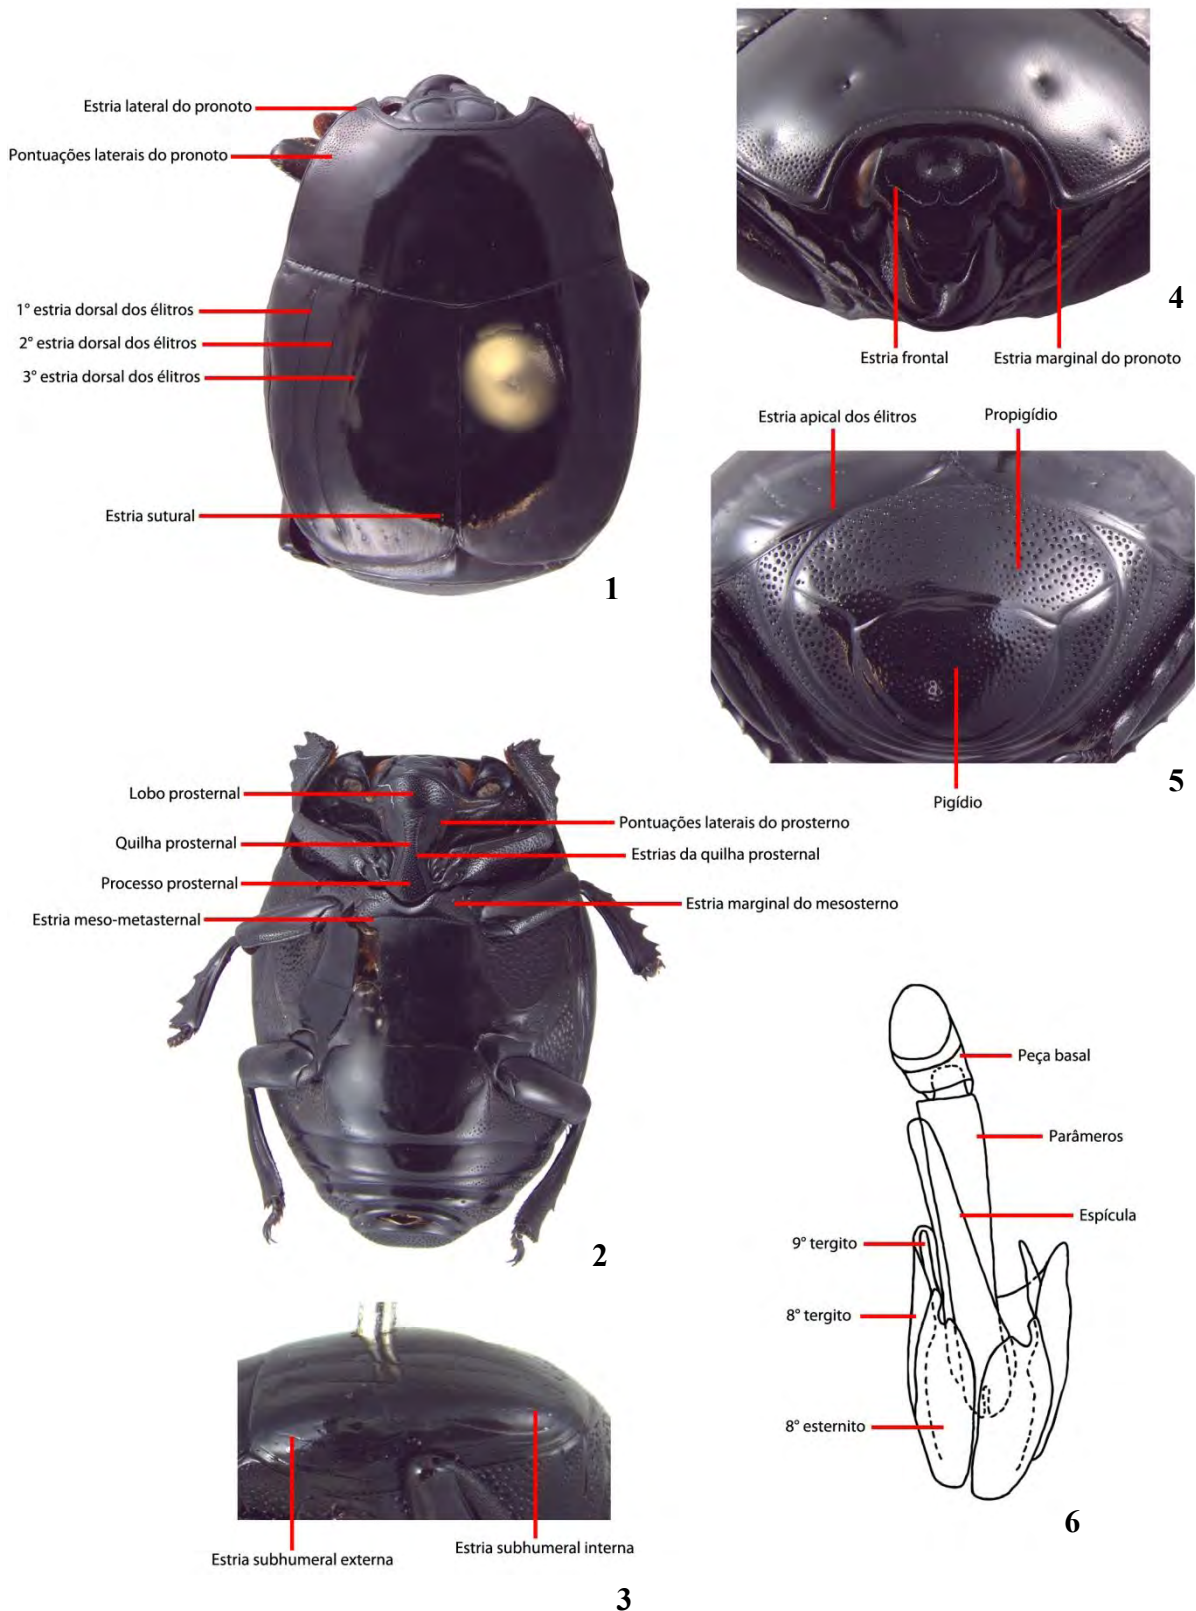 Estria lateral do pronoto
Pontuações laterais do pronoto
1° estria dorsal dos élitros
2° estria dorsal dos élitros
3° estria dorsal dos élitros
Estria sutural
1
Estria frontal
Estria marginal do pronoto
4
Estria apical dos élitros
Propigídio
Pigídio
5
Lobo prosternal
Quilha prosternal
Processo prosternal
Estria meso-metasternal
Pontuações laterais do prosterno
Estrias da quilha prosternal
Estria marginal do mesosterno
2
Estria subhumeral externa
Estria subhumeral interna
3
Peça basal
Parâmeros
Espícula
9° tergito
8° tergito
8° esternito
6